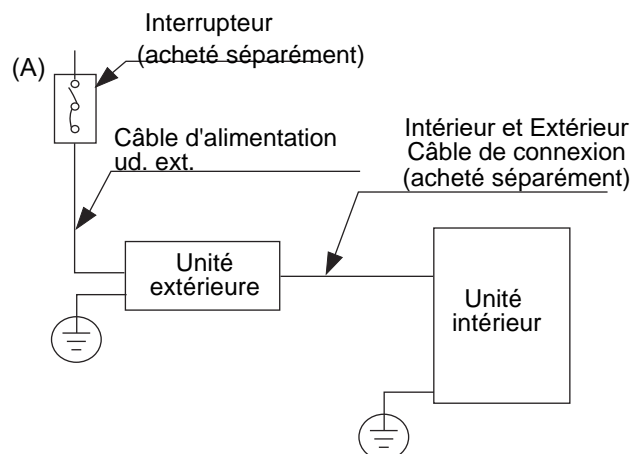 Interrupteur
(acheté séparément)
(A)
Câble d'alimentation
ud. ext.
Intérieur et Extérieur
Câble de connexion
(acheté séparément)
Unité
extérieure
Unité
intérieur